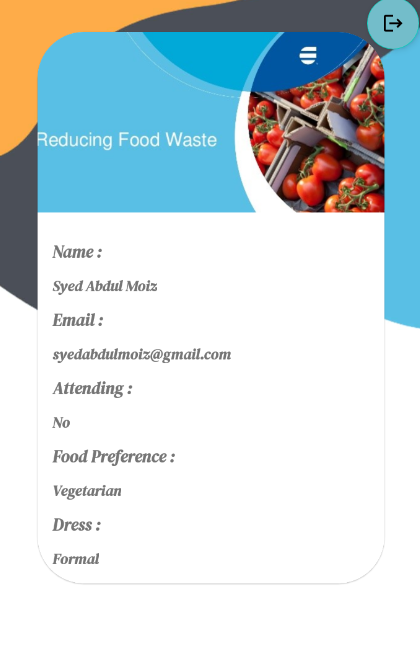 Reducing Food Waste
Name :
Syed Abdul Moiz
Email :
syedabdulmoiz@gmail.com
Attending :
No
Food Preference :
Vegetarian
Dress :
Formal